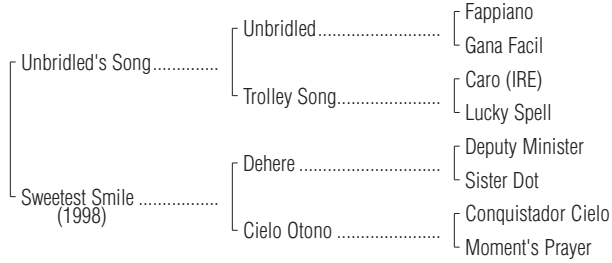 Fappiano
Unbridled........................
Gana Facil
Unbridled's Song.............
Caro (IRE)
Trolley Song....................
Lucky Spell
Deputy Minister
Dehere ...........................
Sister Dot
Sweetest Smile ................
(1998)
Conquistador Cielo
Cielo Otono ....................
Moment's Prayer